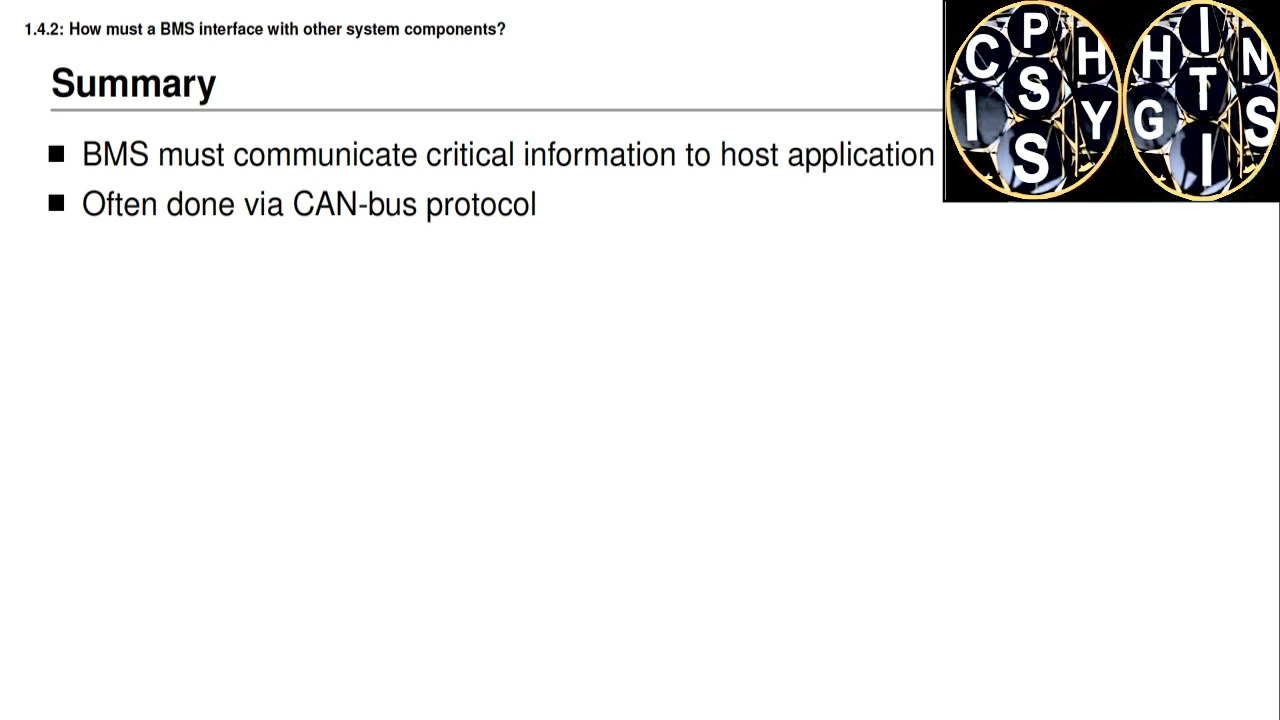 1.4.2: How must a BMS interface with other system components?
Summary
■ BMS must communicate critical information to host application
■ Often done via CAN-bus protocol
C P H
S
I Y
S
H I N
T
G S
I